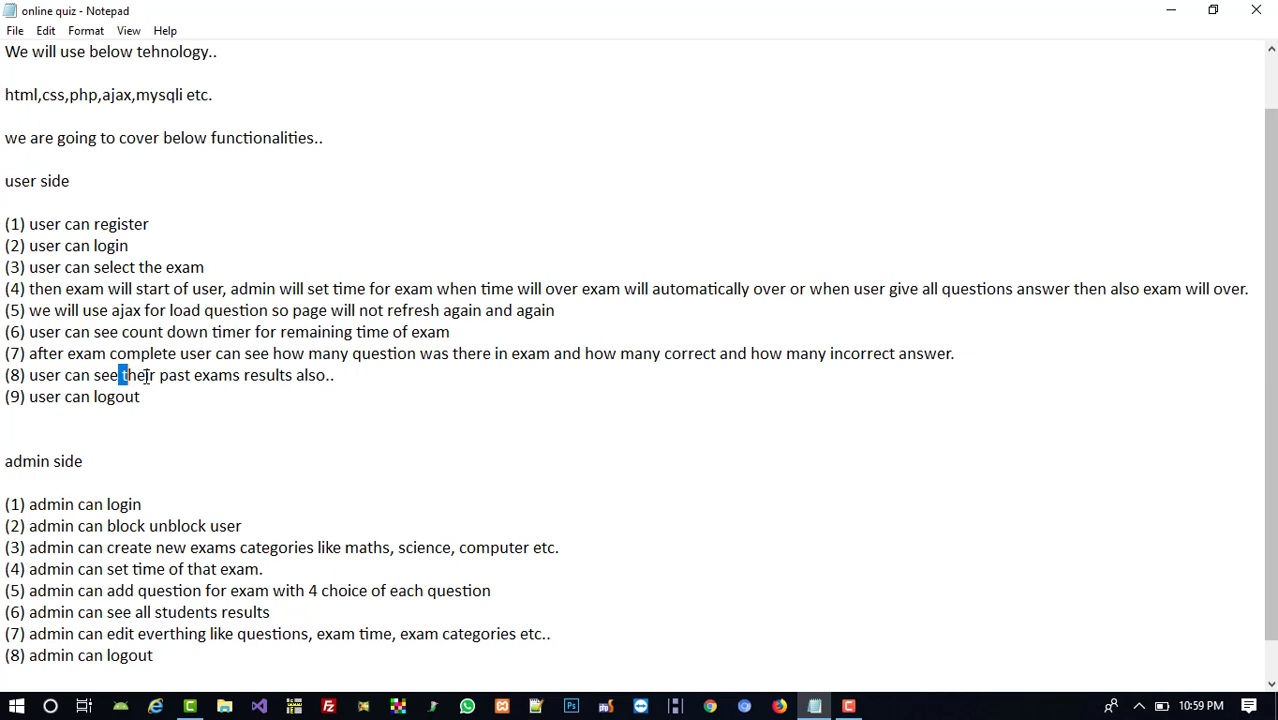 online quiz - Notepad
File Edit Format View Help
We will use below tehnology..
html,css,php,ajax,mysqli etc.
we are going to cover below functionalities..
user side
(1) user can register
(2) user can login
(3) user can select the exam
(4) then exam will start of user, admin will set time for exam when time will over exam will automatically over or when user give all questions answer then also exam will over.
(5) we will use ajax for load question so page will not refresh again and again
(6) user can see count down timer for remaining time of exam
(7) after exam complete user can see how many question was there in exam and how many correct and how many incorrect answer.
(8) user can see their past exams results also..
(9) user can logout
admin side
(1) admin can login
(2) admin can block unblock user
(3) admin can create new exams categories like maths, science, computer etc.
(4) admin can set time of that exam.
(5) admin can add question for exam with 4 choice of each question
(6) admin can see all students results
(7) admin can edit everthing like questions, exam time, exam categories etc..
(8) admin can logout
10:59 PM